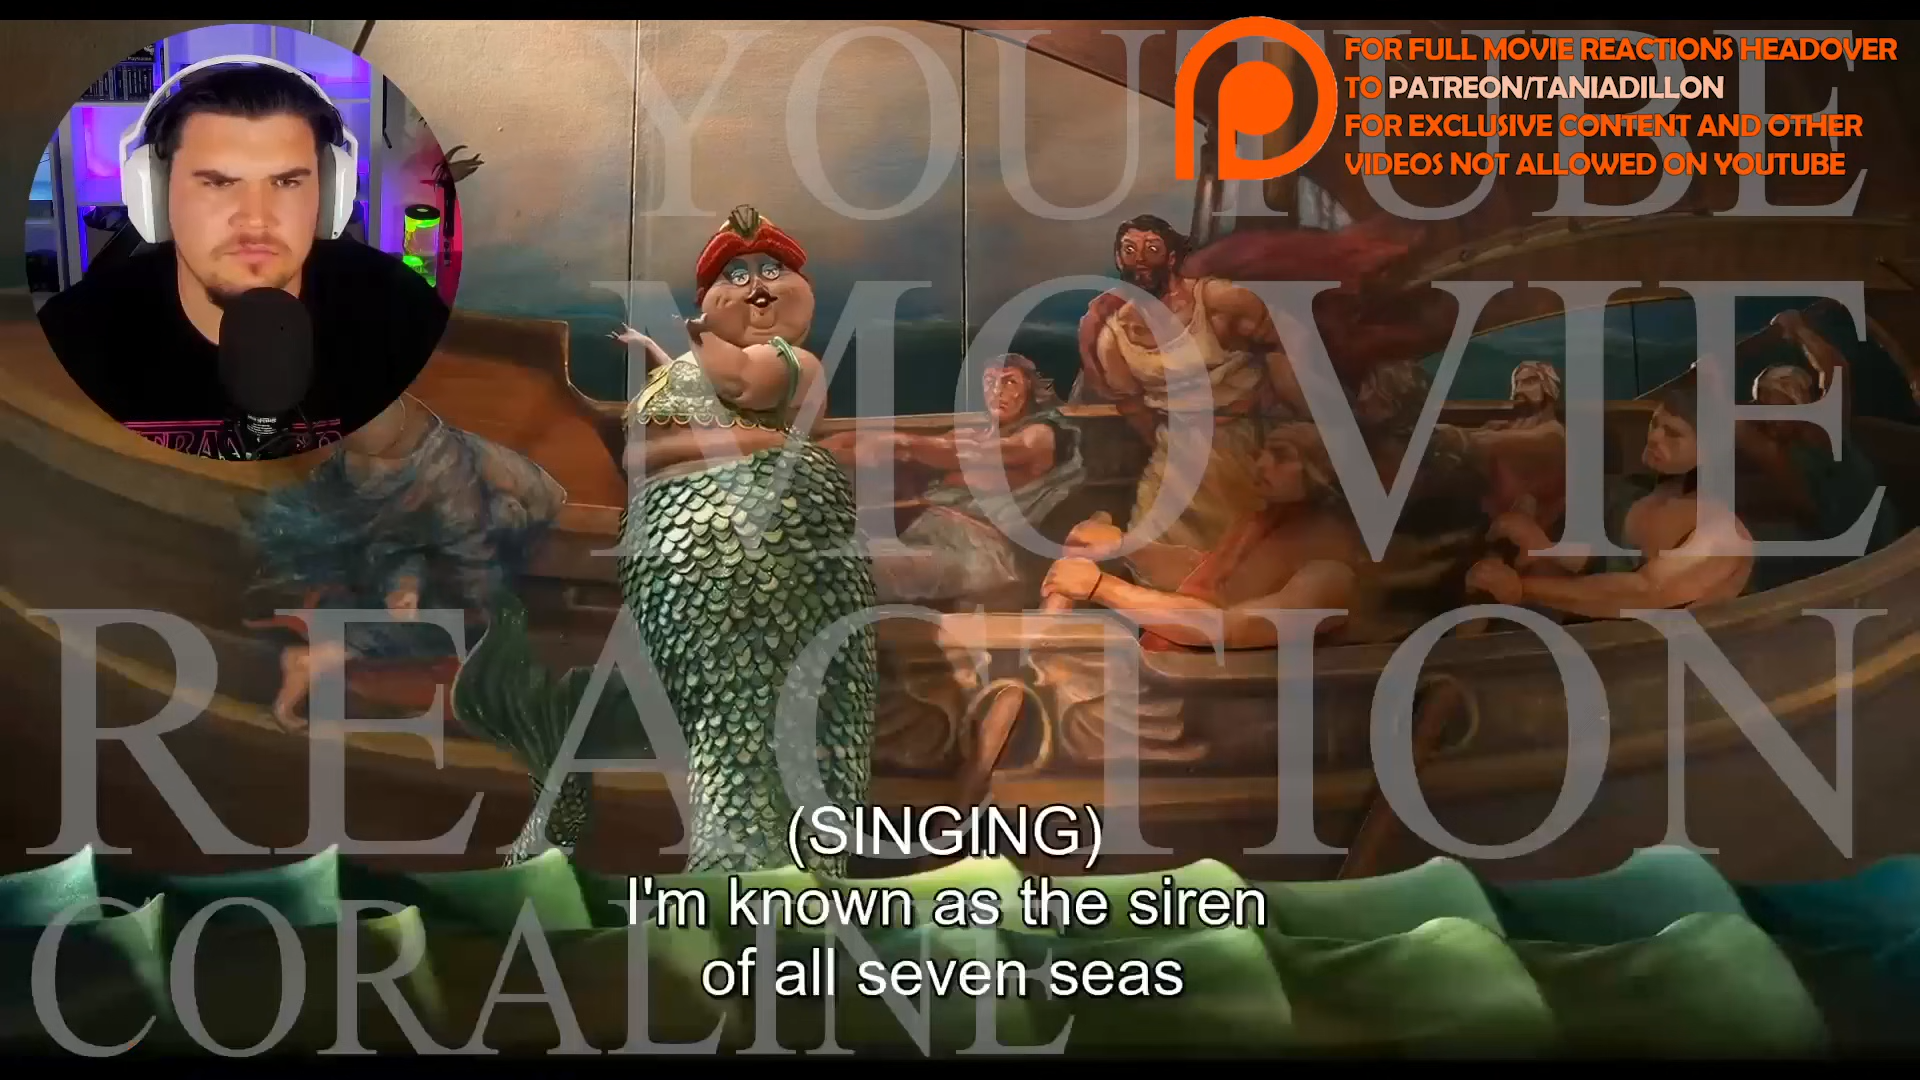 FOR FULL MOVIE REACTIONS HEADOVER
TO PATREON/TANIADILLON
FOR EXCLUSIVE CONTENT AND OTHER
VIDEOS NOT ALLOWED ON YOUTUBE
YOUTUBE
MOVIE
REACTION
CORALINE
(SINGING)
I'm known as the siren
of all seven seas